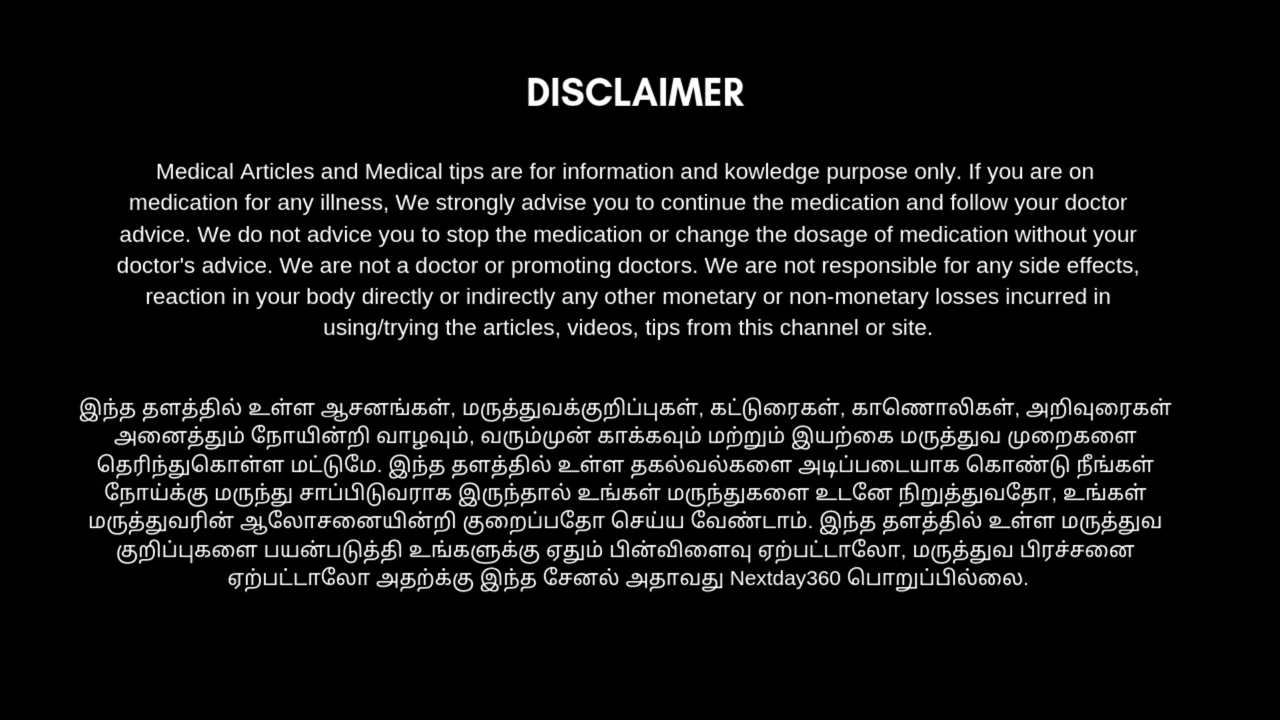 DISCLAIMER
Medical Articles and Medical tips are for information and kowledge purpose only. If you are on
medication for any illness, We strongly advise you to continue the medication and follow your doctor
advice. We do not advice you to stop the medication or change the dosage of medication without your
doctor's advice. We are not a doctor or promoting doctors. We are not responsible for any side effects,
reaction in your body directly or indirectly any other monetary or non-monetary losses incurred in
using/trying the articles, videos, tips from this channel or site.
இந்த தளத்தில் உள்ள ஆசனங்கள், மருத்துவக்குறிப்புகள், கட்டுரைகள், காணொலிகள், அறிவுரைகள்
அனைத்தும் நோயின்றி வாழவும், வரும்முன் காக்கவும் மற்றும் இயற்கை மருத்துவ முறைகளை
தெரிந்துகொள்ள மட்டுமே. இந்த தளத்தில் உள்ள தகல்வல்களை அடிப்படையாக கொண்டு நீங்கள்
நோய்க்கு மருந்து சாப்பிடுவராக இருந்தால் உங்கள் மருந்துகளை உடனே நிறுத்துவதோ, உங்கள்
மருத்துவரின் ஆலோசனையின்றி குறைப்பதோ செய்ய வேண்டாம். இந்த தளத்தில் உள்ள மருத்துவ
குறிப்புகளை பயன்படுத்தி உங்களுக்கு ஏதும் பின்விளைவு ஏற்பட்டாலோ, மருத்துவ பிரச்சனை
ஏற்பட்டாலோ அதற்க்கு இந்த சேனல் அதாவது Nextday360 பொறுப்பில்லை.